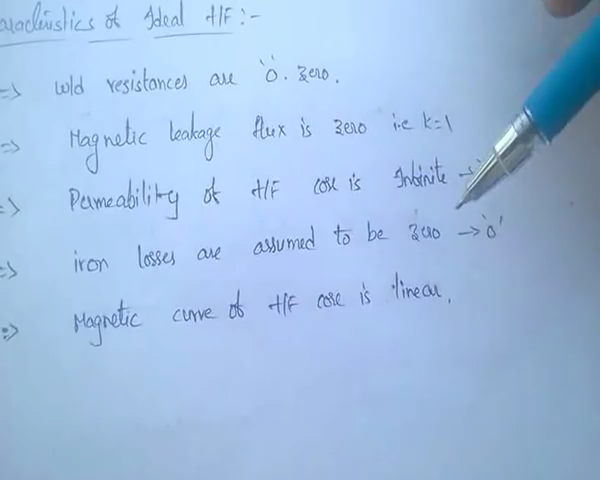 aracteristics of Ideal t/F :-
=> wld resistances are '0'. zero.
=> Magnetic leakage flux is zero i.e k=1
=> Permeability of t/F core is Infinite →
=> iron losses are assumed to be zero → '0'
=> Magnetic curve of t/F core is linear.